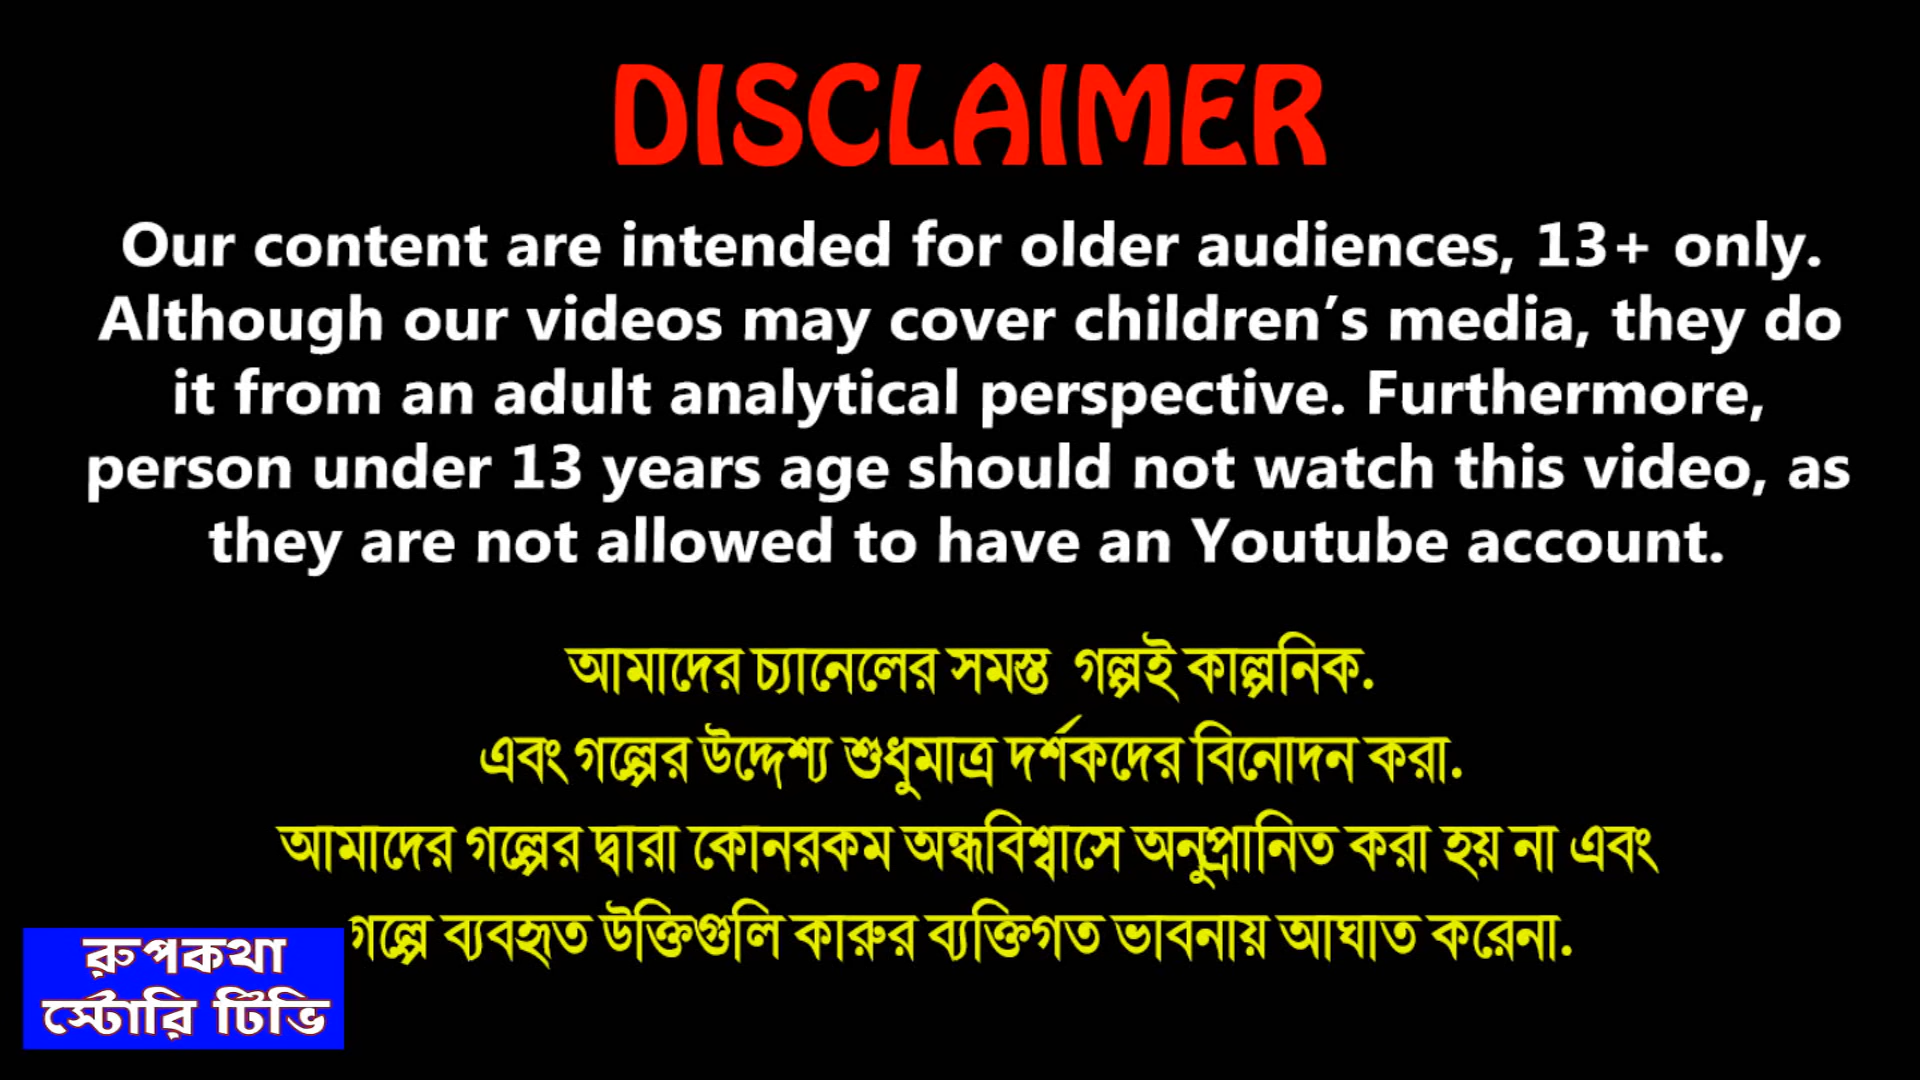 DISCLAIMER
Our content are intended for older audiences, 13+ only.
Although our videos may cover children’s media, they do
it from an adult analytical perspective. Furthermore,
person under 13 years age should not watch this video, as
they are not allowed to have an Youtube account.
আমাদের চ্যানেলের সমস্ত গল্পই কাল্পনিক.
এবং গল্পের উদ্দেশ্য শুধুমাত্র দর্শকদের বিনোদন করা.
আমাদের গল্পের দ্বারা কোনরকম অন্ধবিশ্বাসে অনুপ্রানিত করা হয় না এবং
গল্পে ব্যবহৃত উক্তিগুলি কারুর ব্যক্তিগত ভাবনায় আঘাত করেনা.
রুপকথা
স্টোরি টিভি